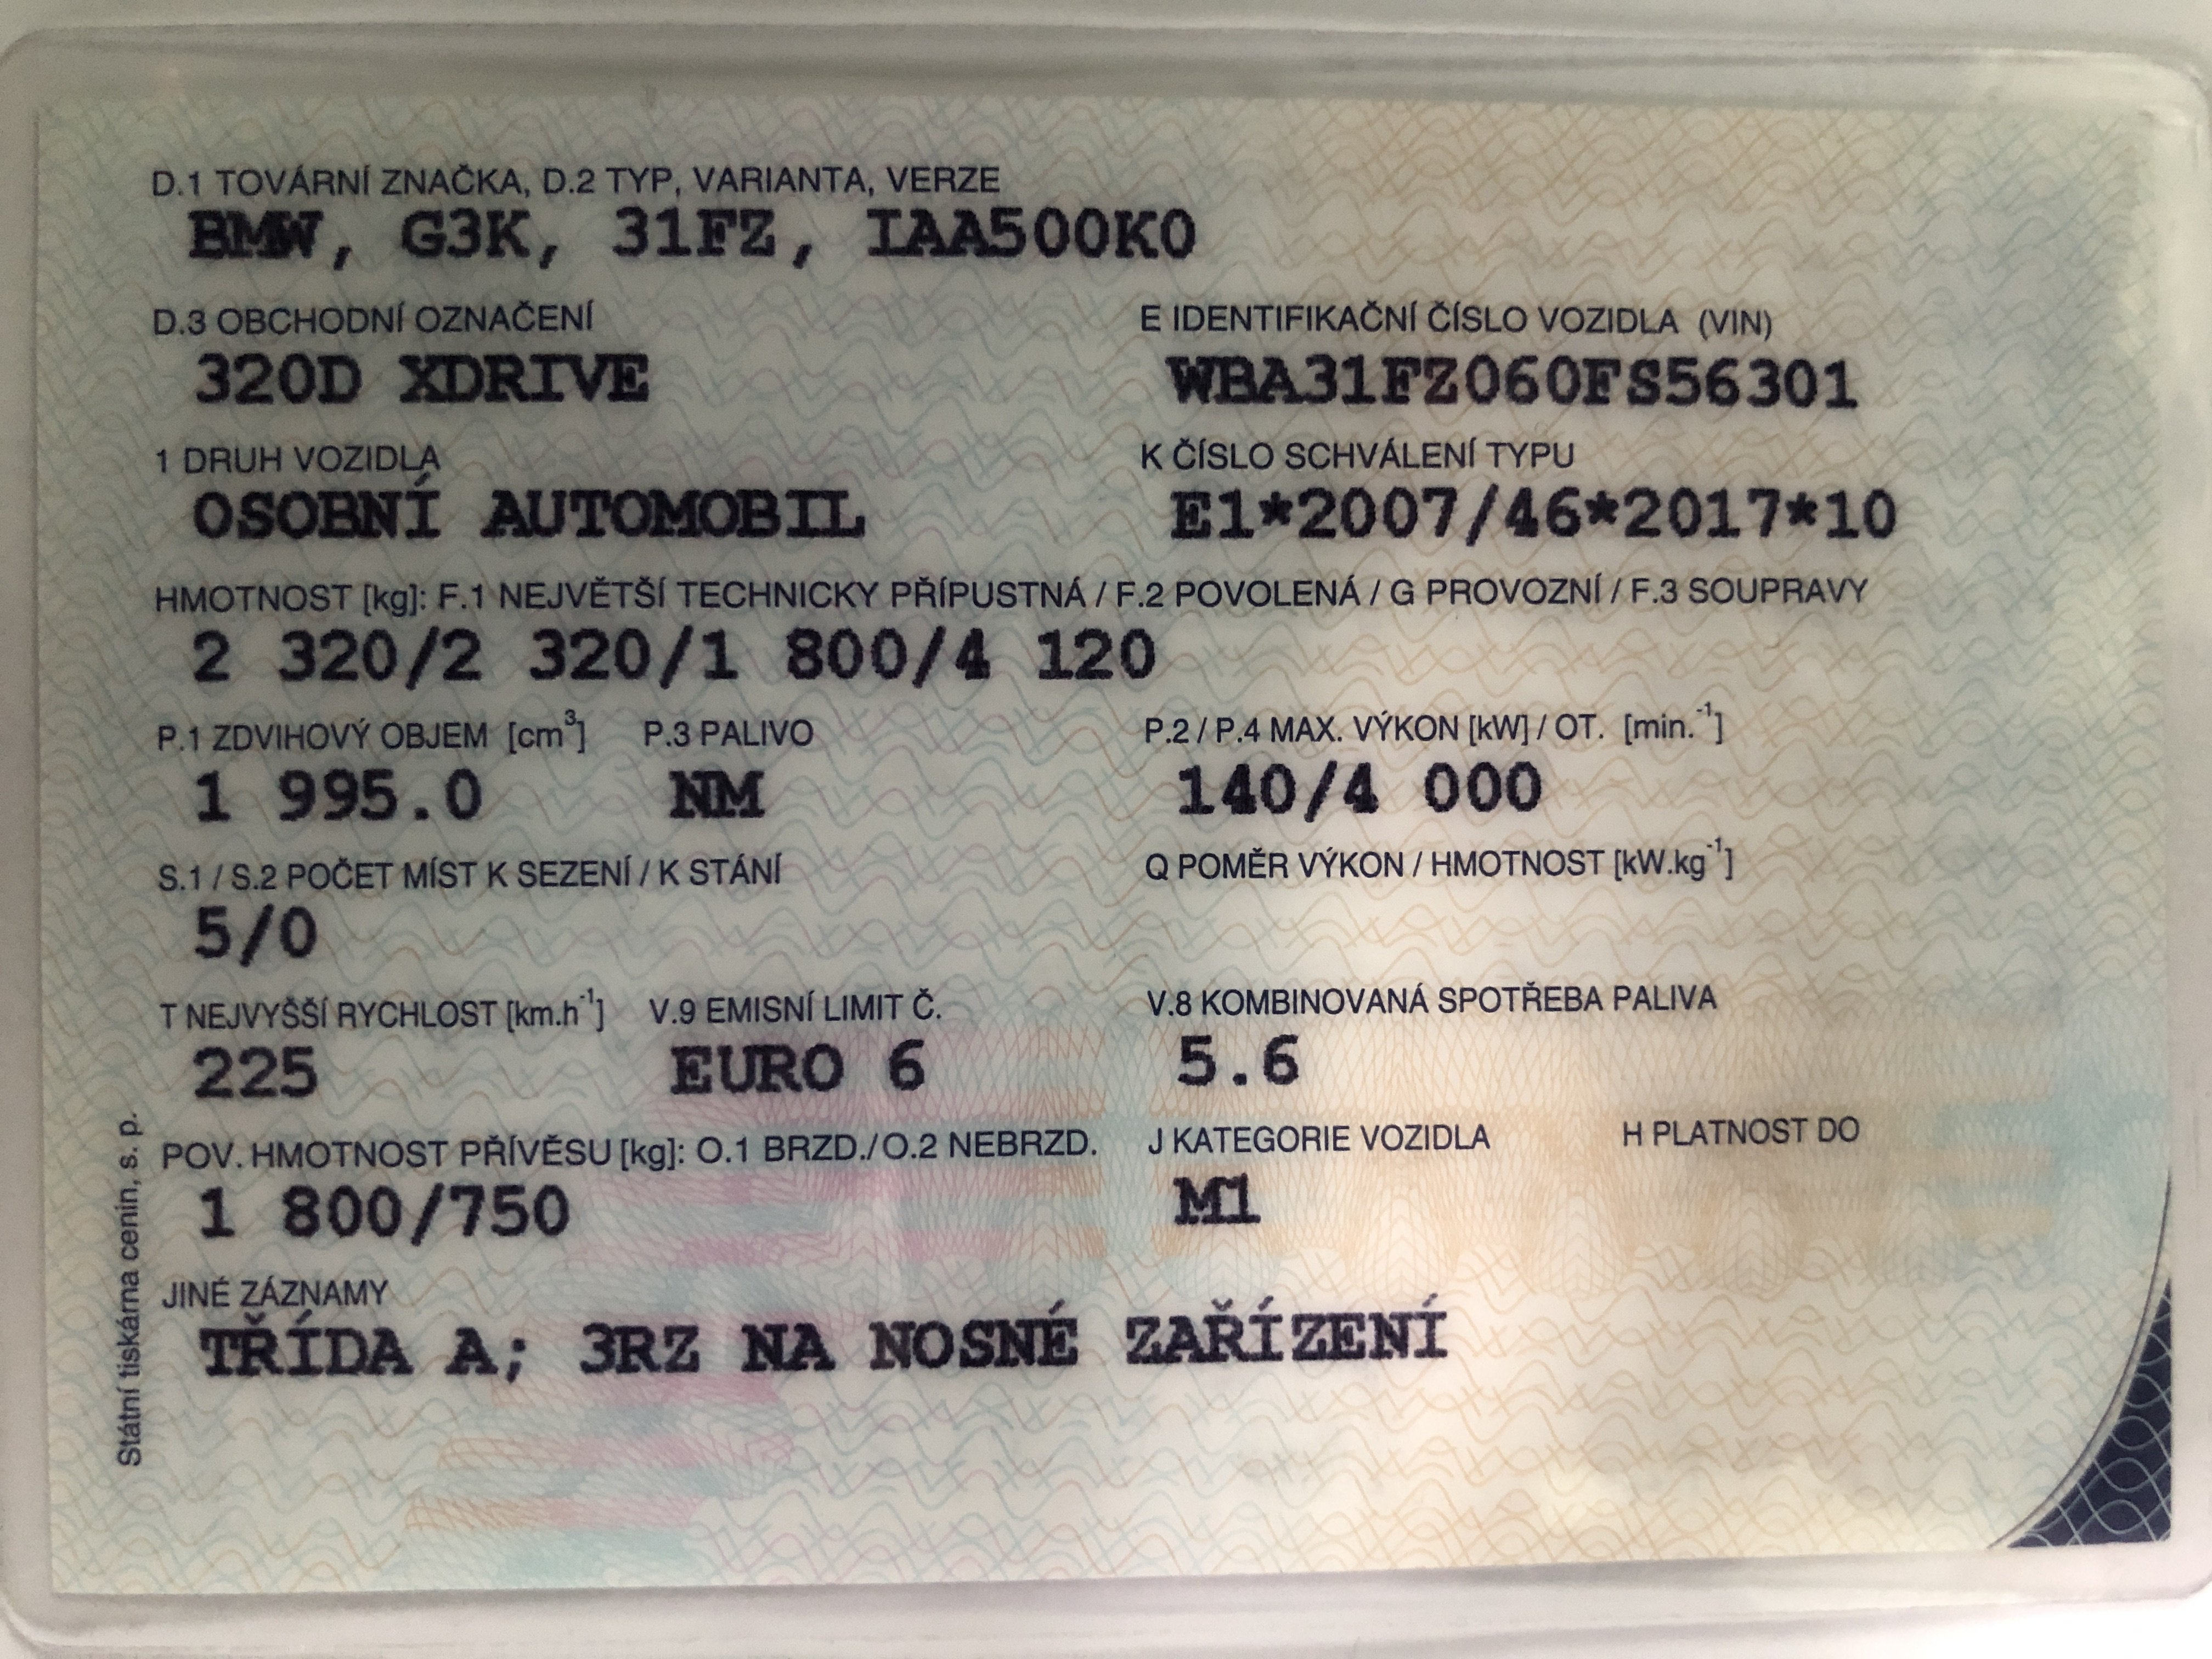 D.1 TOVÁRNÍ ZNAČKA, D.2 TYP, VARIANTA, VERZE
BMW, G3K, 31FZ, IAA500K0
D.3 OBCHODNÍ OZNAČENÍ E IDENTIFIKAČNÍ ČÍSLO VOZIDLA (VIN)
320D XDRIVE WBA31FZ060FS56301
1 DRUH VOZIDLA K ČÍSLO SCHVÁLENÍ TYPU
OSOBNÍ AUTOMOBIL E1*2007/46*2017*10
HMOTNOST [kg]: F.1 NEJVĚTŠÍ TECHNICKY PŘÍPUSTNÁ / F.2 POVOLENÁ / G PROVOZNÍ / F.3 SOUPRAVY
2 320/2 320/1 800/4 120
P.1 ZDVIHOVÝ OBJEM [cm³] P.3 PALIVO P.2 / P.4 MAX. VÝKON [kW] / OT. [min.⁻¹]
1 995.0 NM 140/4 000
S.1 / S.2 POČET MÍST K SEZENÍ / K STÁNÍ Q POMĚR VÝKON / HMOTNOST [kW.kg⁻¹]
5/0
T NEJVYŠŠÍ RYCHLOST [km.h⁻¹] V.9 EMISNÍ LIMIT Č. V.8 KOMBINOVANÁ SPOTŘEBA PALIVA
225 EURO 6 5.6
POV. HMOTNOST PŘÍVĚSU [kg]: O.1 BRZD./O.2 NEBRZD. J KATEGORIE VOZIDLA H PLATNOST DO
1 800/750 M1
JINÉ ZÁZNAMY
TŘÍDA A; 3RZ NA NOSNÉ ZAŘÍZENÍ
Státní tiskárna cenin, s. p.